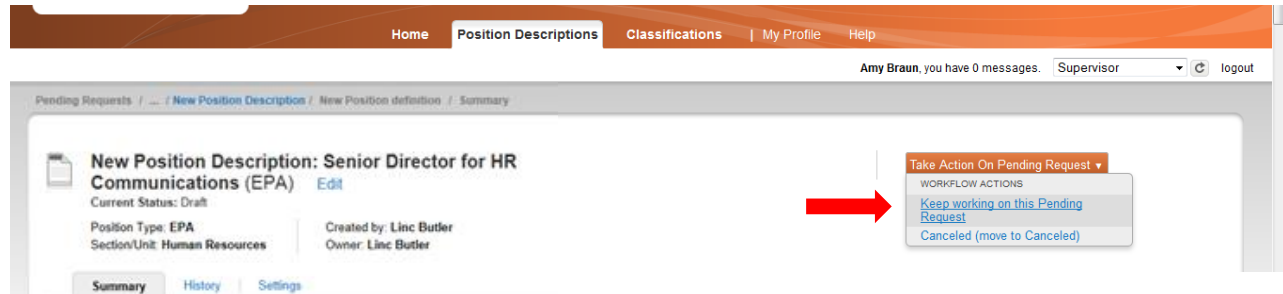 Home Position Descriptions Classifications | My Profile Help
Amy Braun, you have 0 messages. Supervisor logout
Pending Requests / ... / New Position Description / New Position definition / Summary
New Position Description: Senior Director for HR
Communications (EPA) Edit
Current Status: Draft
Position Type: EPA Created by: Linc Butler
Section/Unit: Human Resources Owner: Linc Butler
Take Action On Pending Request ▾
WORKFLOW ACTIONS
Keep working on this Pending
Request
Canceled (move to Canceled)
Summary History Settings